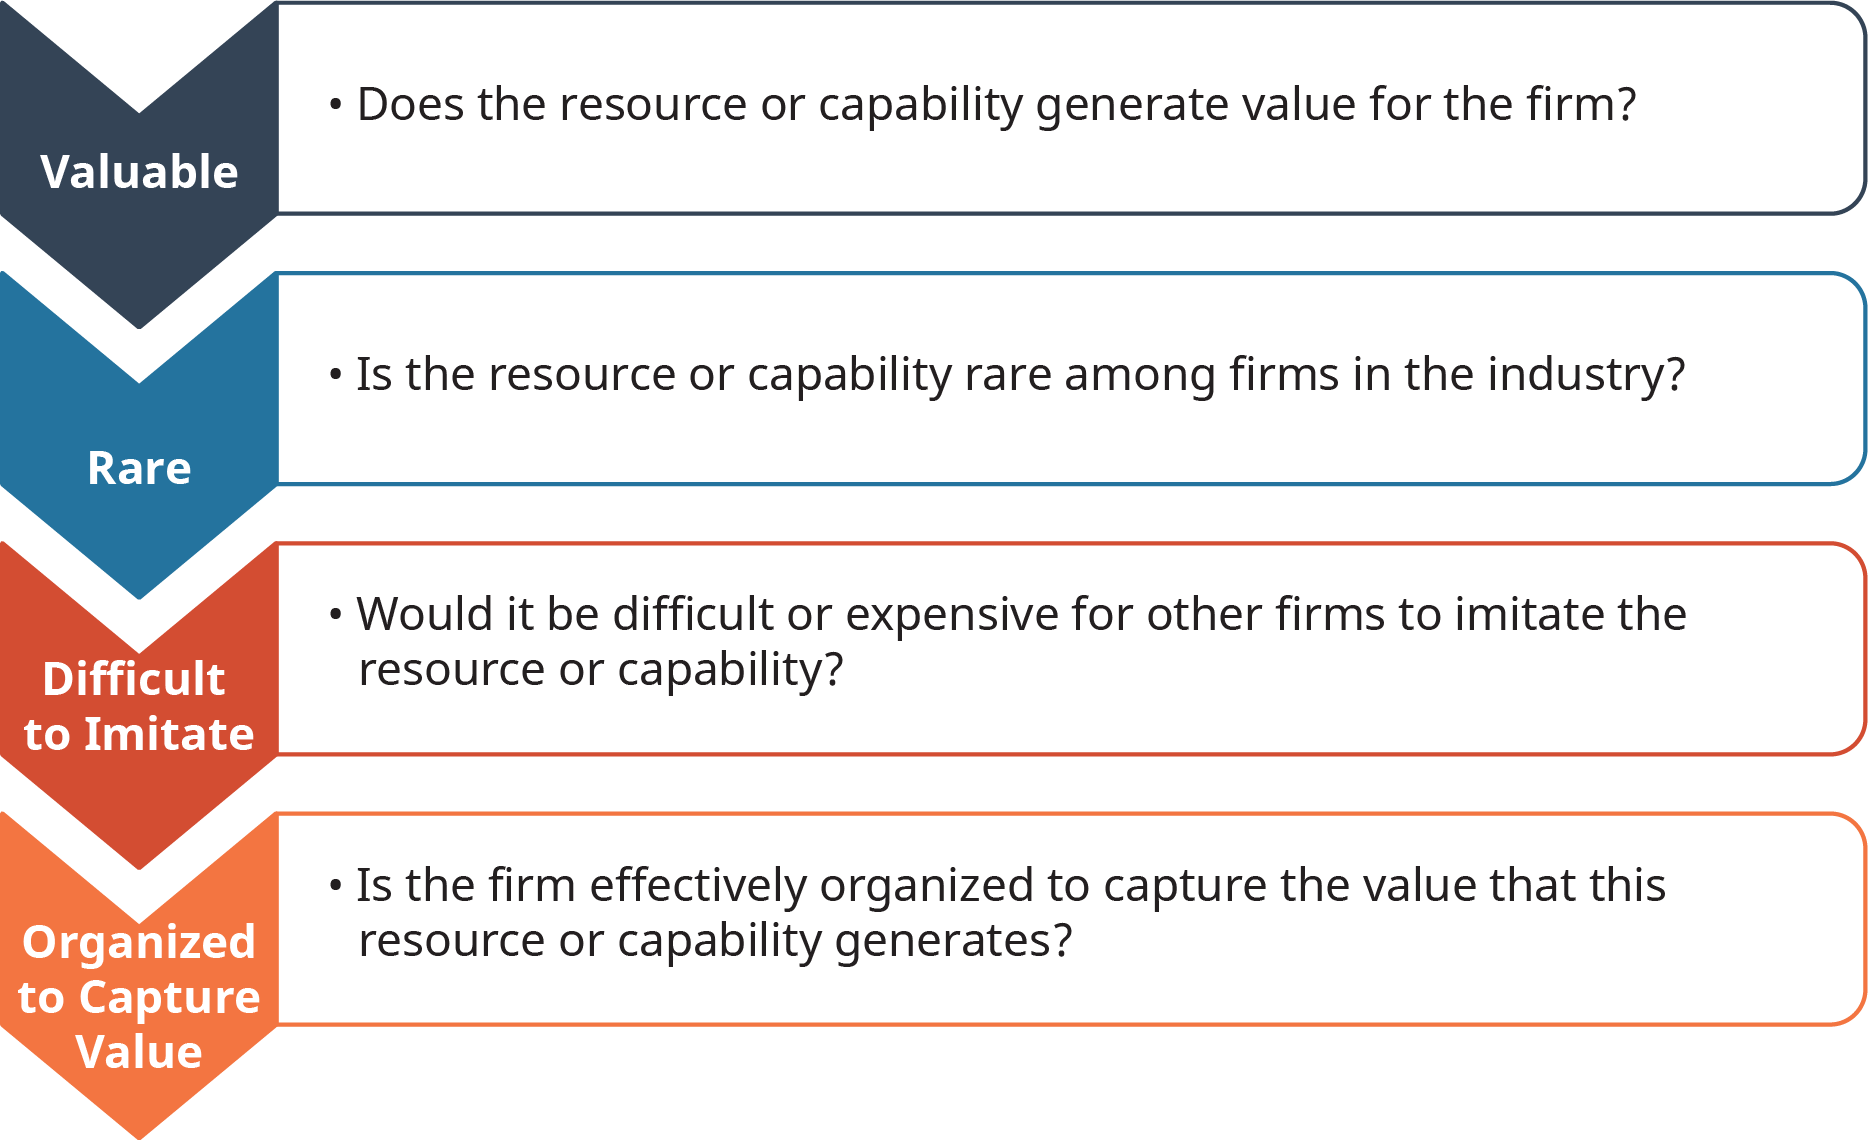 Valuable
• Does the resource or capability generate value for the firm?
Rare
• Is the resource or capability rare among firms in the industry?
Difficult
to Imitate
• Would it be difficult or expensive for other firms to imitate the
resource or capability?
Organized
to Capture
Value
• Is the firm effectively organized to capture the value that this
resource or capability generates?